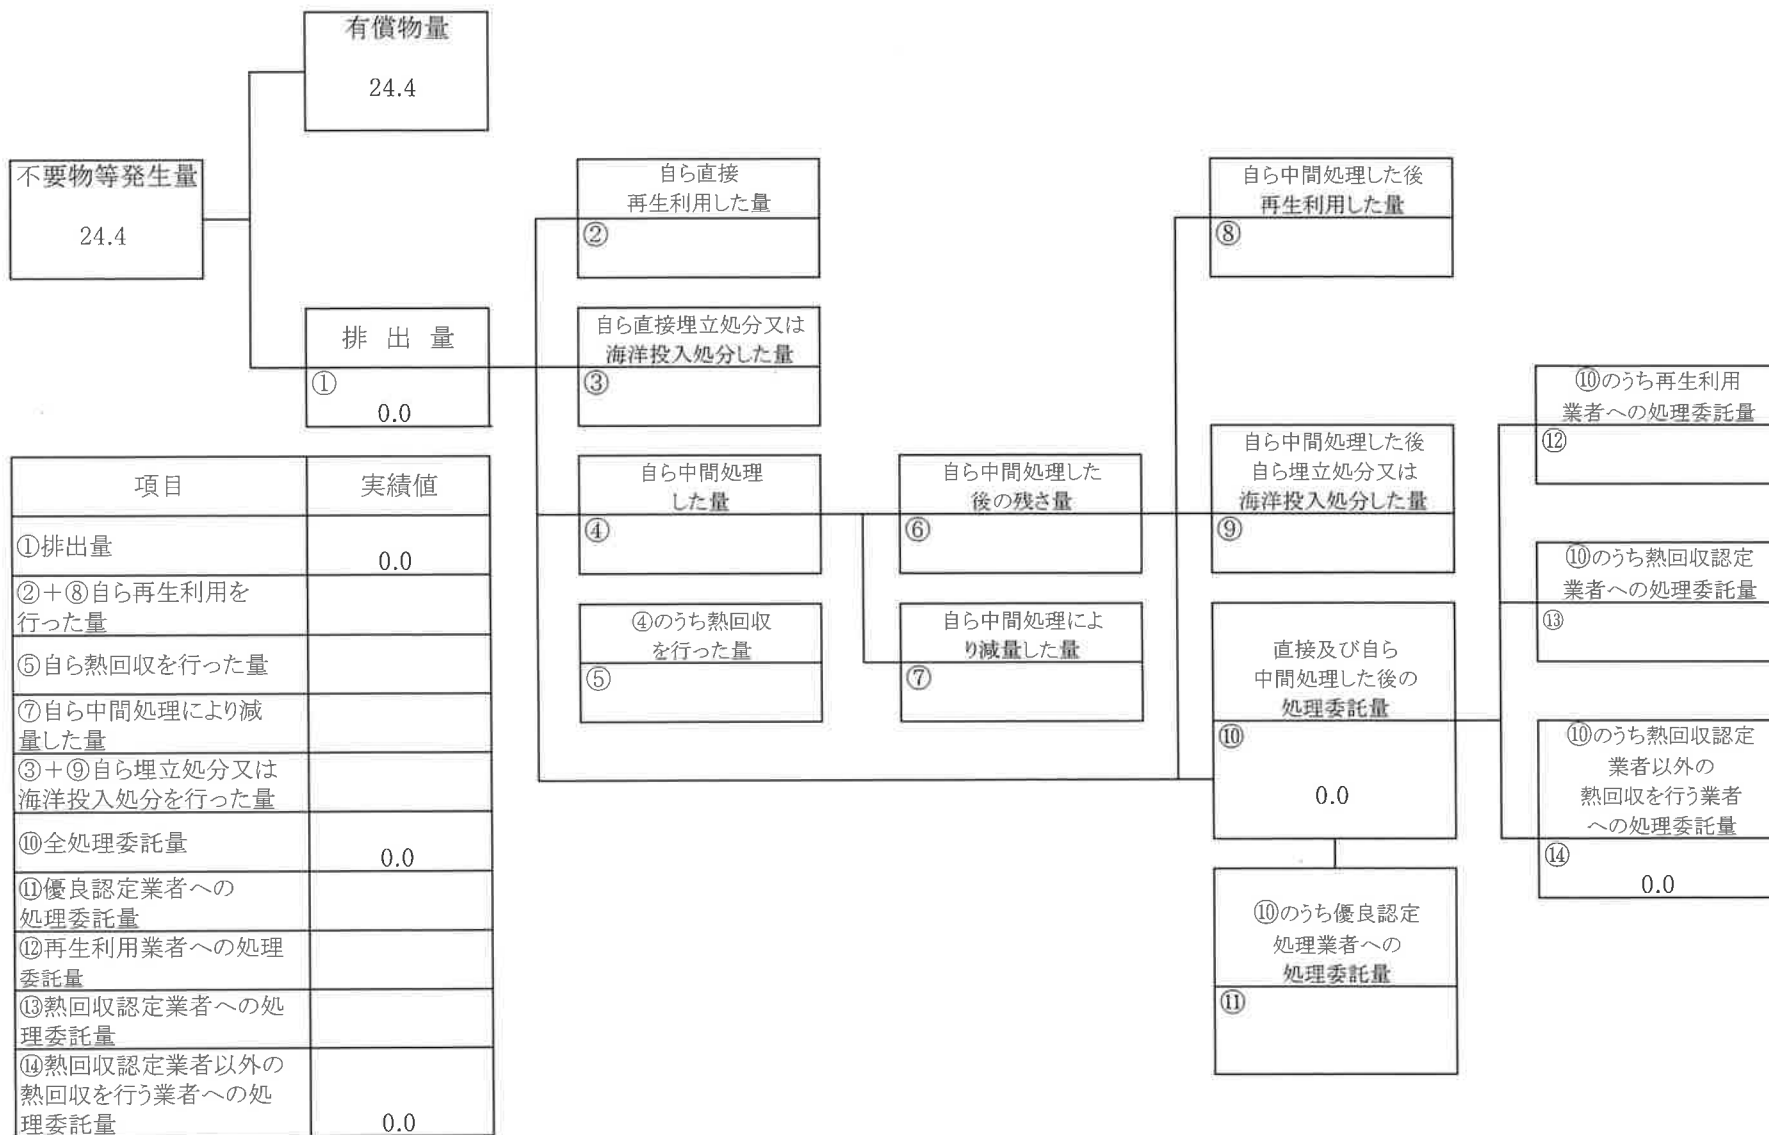 有償物量
24.4
不要物等発生量
24.4
排 出 量
①
0.0
自ら直接
再生利用した量
②
自ら直接埋立処分又は
海洋投入処分した量
③
自ら中間処理
した量
④
④のうち熱回収
を行った量
⑤
自ら中間処理した
後の残さ量
⑥
自ら中間処理によ
り減量した量
⑦
自ら中間処理した後
再生利用した量
⑧
自ら中間処理した後
自ら埋立処分又は
海洋投入処分した量
⑨
直接及び自ら
中間処理した後の
処理委託量
⑩
0.0
⑩のうち優良認定
処理業者への
処理委託量
⑪
⑩のうち再生利用
業者への処理委託量
⑫
⑩のうち熱回収認定
業者への処理委託量
⑬
⑩のうち熱回収認定
業者以外の
熱回収を行う業者
への処理委託量
⑭
0.0
項目 実績値
①排出量 0.0
②＋⑧自ら再生利用を
行った量
⑤自ら熱回収を行った量
⑦自ら中間処理により減
量した量
③＋⑨自ら埋立処分又は
海洋投入処分を行った量
⑩全処理委託量 0.0
⑪優良認定業者への
処理委託量
⑫再生利用業者への処理
委託量
⑬熱回収認定業者への処
理委託量
⑭熱回収認定業者以外の
熱回収を行う業者への処
理委託量 0.0